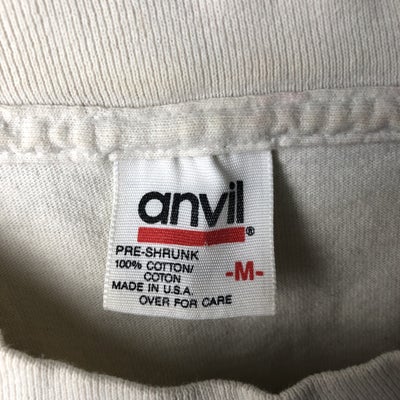 anvil®
PRE-SHRUNK
100% COTTON/
COTON
-M-
MADE IN U.S.A.
OVER FOR CARE